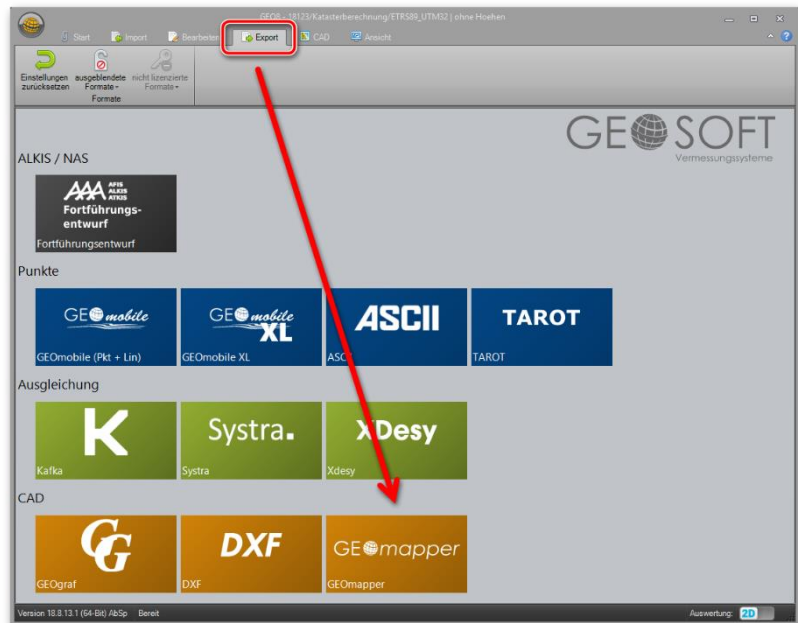 GEO8 - 18123/Katasterberechnung/ETRS89_UTM32 | ohne Hoehen
Start Import Bearbeiten Export CAD Ansicht
Einstellungen zurücksetzen
ausgeblendete Formate
nicht lizenzierte Formate
Formate
GEOSOFT
Vermessungssysteme
ALKIS / NAS
AAA AFIS ALKIS ATKIS
Fortführungs-
entwurf
Fortführungsentwurf
Punkte
GEOmobile
GEOmobile XL
ASCII
TAROT
GEOmobile (Pkt + Lin)
GEOmobile XL
ASCII
TAROT
Ausgleichung
K
Systra.
XDesy
Kafka
Systra
Xdesy
CAD
GG
DXF
GEOmapper
GEOgraf
DXF
GEOmapper
Version 18.8.13.1 (64-Bit) AbSp Bereit
Auswertung: 2D